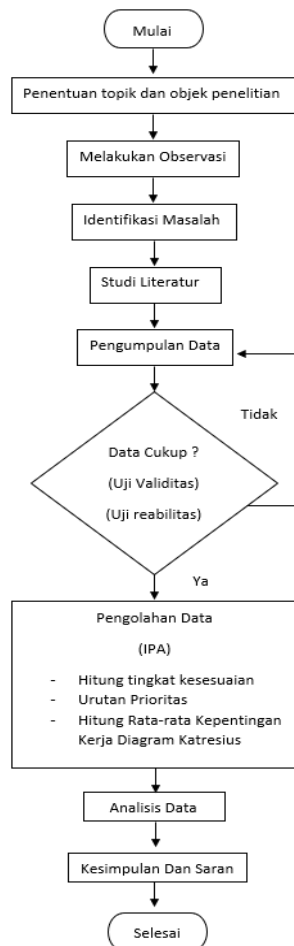 Mulai
Penentuan topik dan objek penelitian
Melakukan Observasi
Identifikasi Masalah
Studi Literatur
Pengumpulan Data
Tidak
Data Cukup ?
(Uji Validitas)
(Uji reabilitas)
Ya
Pengolahan Data
(IPA)
- Hitung tingkat kesesuaian
- Urutan Prioritas
- Hitung Rata-rata Kepentingan
Kerja Diagram Katresius
Analisis Data
Kesimpulan Dan Saran
Selesai